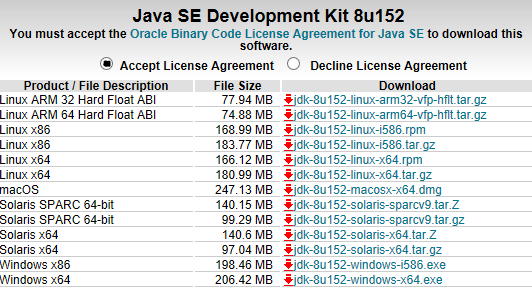 Java SE Development Kit 8u152
You must accept the Oracle Binary Code License Agreement for Java SE to download this
software.
Accept License Agreement Decline License Agreement
Product / File Description File Size Download
Linux ARM 32 Hard Float ABI 77.94 MB jdk-8u152-linux-arm32-vfp-hflt.tar.gz
Linux ARM 64 Hard Float ABI 74.88 MB jdk-8u152-linux-arm64-vfp-hflt.tar.gz
Linux x86 168.99 MB jdk-8u152-linux-i586.rpm
Linux x86 183.77 MB jdk-8u152-linux-i586.tar.gz
Linux x64 166.12 MB jdk-8u152-linux-x64.rpm
Linux x64 180.99 MB jdk-8u152-linux-x64.tar.gz
macOS 247.13 MB jdk-8u152-macosx-x64.dmg
Solaris SPARC 64-bit 140.15 MB jdk-8u152-solaris-sparcv9.tar.Z
Solaris SPARC 64-bit 99.29 MB jdk-8u152-solaris-sparcv9.tar.gz
Solaris x64 140.6 MB jdk-8u152-solaris-x64.tar.Z
Solaris x64 97.04 MB jdk-8u152-solaris-x64.tar.gz
Windows x86 198.46 MB jdk-8u152-windows-i586.exe
Windows x64 206.42 MB jdk-8u152-windows-x64.exe